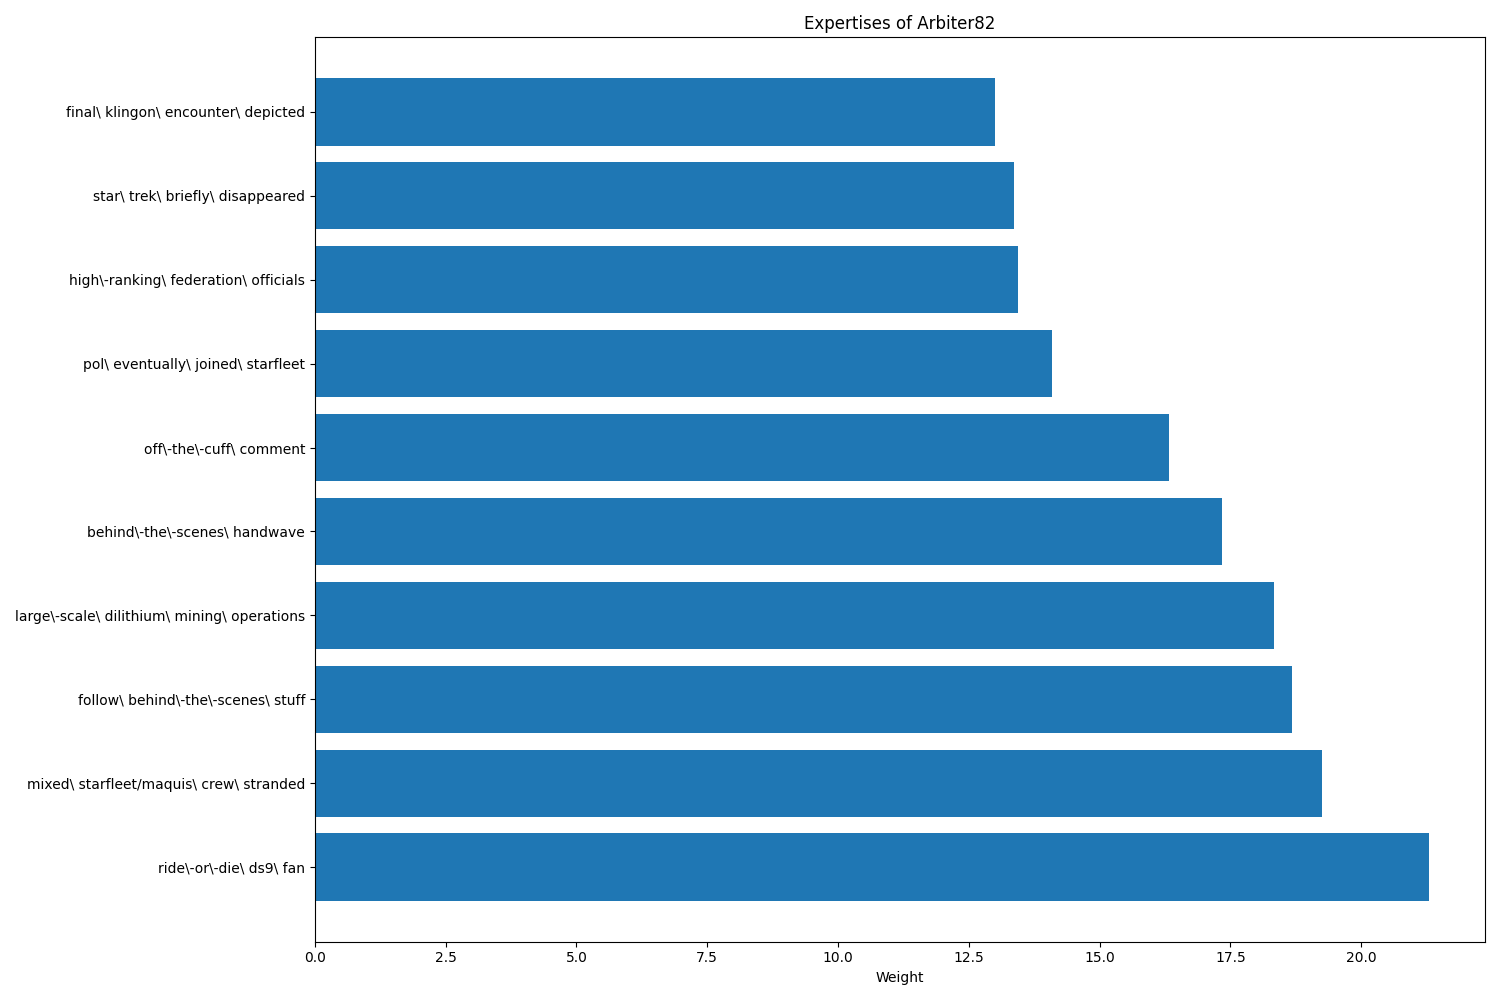 Expertises of Arbiter82
final\ klingon\ encounter\ depicted
star\ trek\ briefly\ disappeared
high\-ranking\ federation\ officials
pol\ eventually\ joined\ starfleet
off\-the\-cuff\ comment
behind\-the\-scenes\ handwave
large\-scale\ dilithium\ mining\ operations
follow\ behind\-the\-scenes\ stuff
mixed\ starfleet/maquis\ crew\ stranded
ride\-or\-die\ ds9\ fan
0.0 2.5 5.0 7.5 10.0 12.5 15.0 17.5 20.0
Weight